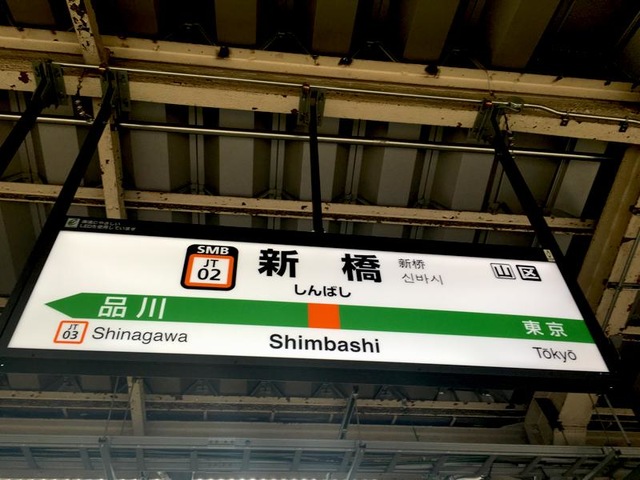 SMB
JT
02
新橋
新桥
신바시
山区
しんばし
品川
東京
JT
03
Shinagawa
Shimbashi
Tōkyō